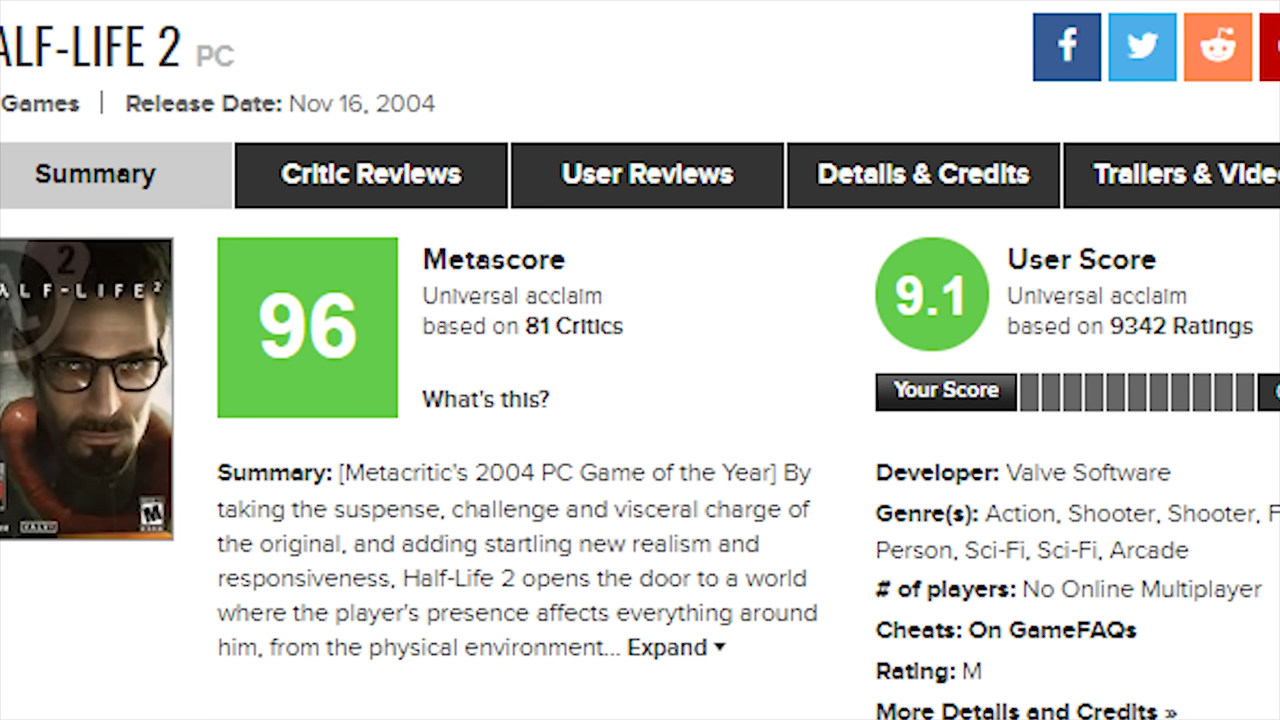 ALF-LIFE 2 PC
Games | Release Date: Nov 16, 2004
Summary
Critic Reviews
User Reviews
Details & Credits
Trailers & Vide
2
ALF-LIFE 2
M
VALVE
96
Metascore
Universal acclaim
based on 81 Critics
What's this?
9.1
User Score
Universal acclaim
based on 9342 Ratings
Your Score
Summary: [Metacritic's 2004 PC Game of the Year] By
taking the suspense, challenge and visceral charge of
the original, and adding startling new realism and
responsiveness, Half-Life 2 opens the door to a world
where the player's presence affects everything around
him, from the physical environment... Expand
Developer: Valve Software
Genre(s): Action, Shooter, Shooter, F
Person, Sci-Fi, Sci-Fi, Arcade
# of players: No Online Multiplayer
Cheats: On GameFAQs
Rating: M
More Details and Credits »